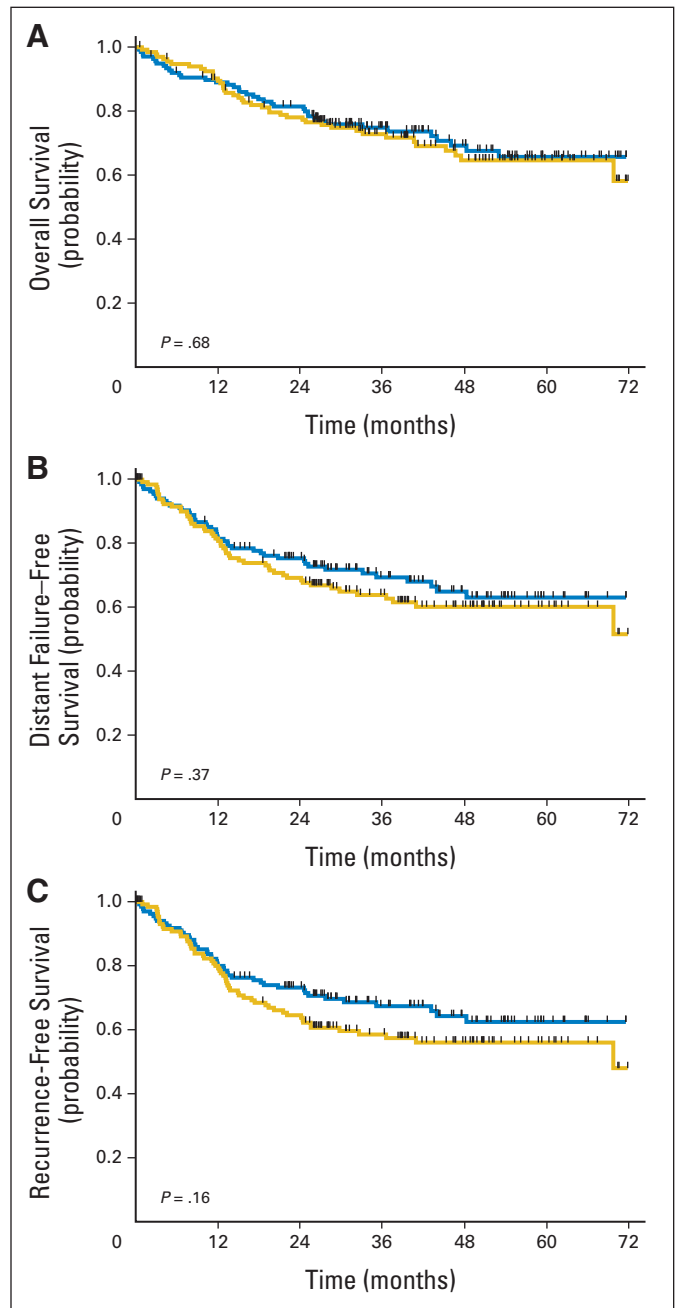 A
Overall Survival
(probability)
1.0
0.8
0.6
0.4
0.2
P = .68
0
12
24
36
48
60
72
Time (months)
B
Distant Failure–Free
Survival (probability)
1.0
0.8
0.6
0.4
0.2
P = .37
0
12
24
36
48
60
72
Time (months)
C
Recurrence-Free Survival
(probability)
1.0
0.8
0.6
0.4
0.2
P = .16
0
12
24
36
48
60
72
Time (months)